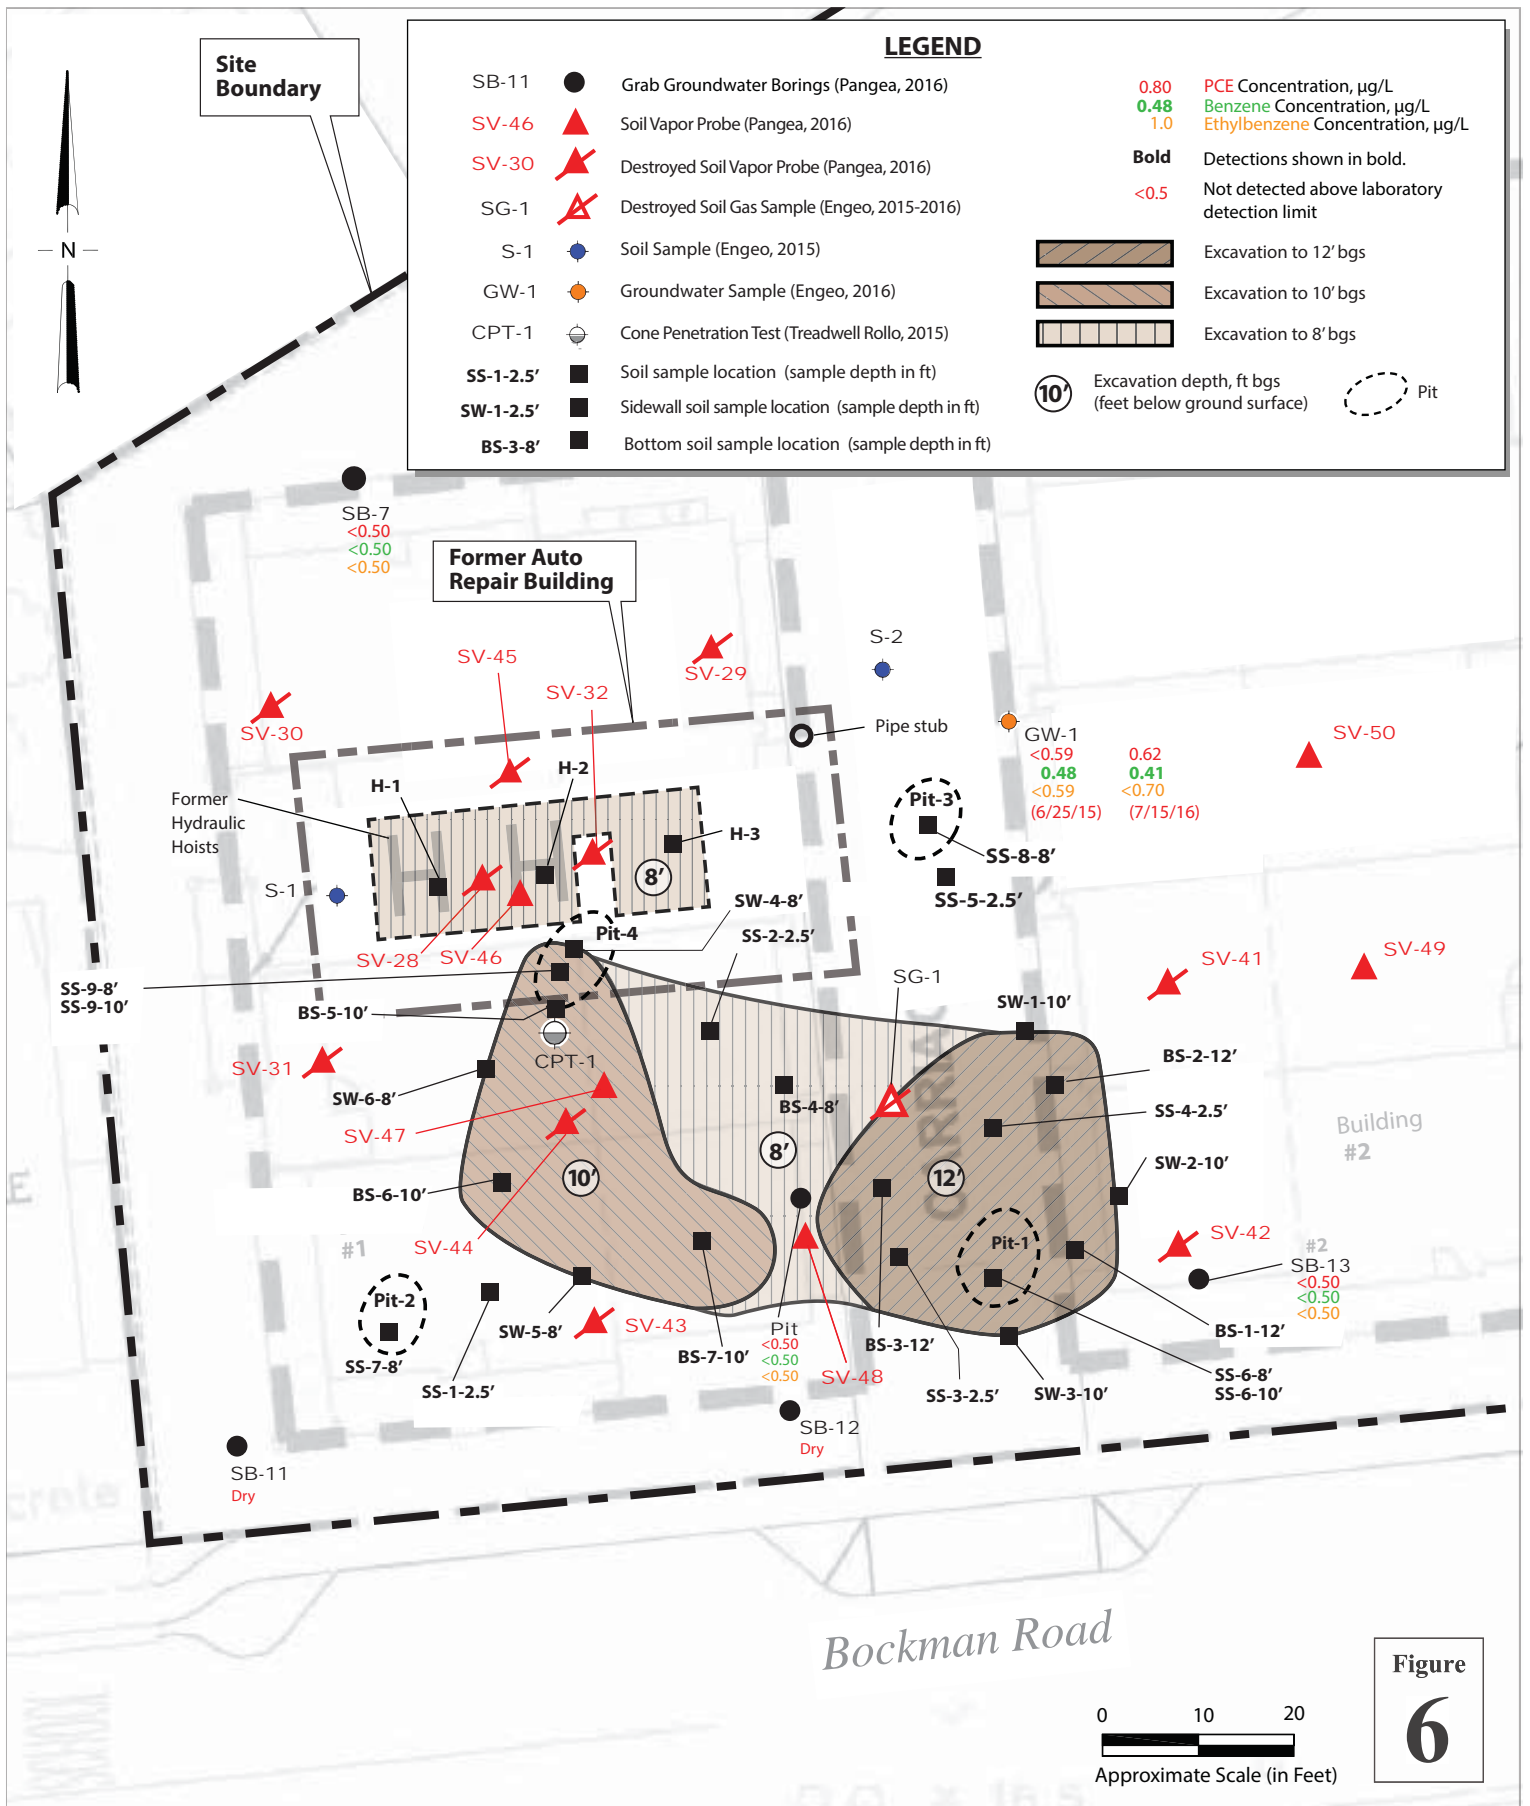 Site
Boundary
N
LEGEND
SB-11 Grab Groundwater Borings (Pangea, 2016)
SV-46 Soil Vapor Probe (Pangea, 2016)
SV-30 Destroyed Soil Vapor Probe (Pangea, 2016)
SG-1 Destroyed Soil Gas Sample (Engeo, 2015-2016)
S-1 Soil Sample (Engeo, 2015)
GW-1 Groundwater Sample (Engeo, 2016)
CPT-1 Cone Penetration Test (Treadwell Rollo, 2015)
SS-1-2.5' Soil sample location (sample depth in ft)
SW-1-2.5' Sidewall soil sample location (sample depth in ft)
BS-3-8' Bottom soil sample location (sample depth in ft)
0.80 PCE Concentration, µg/L
0.48 Benzene Concentration, µg/L
1.0 Ethylbenzene Concentration, µg/L
Bold Detections shown in bold.
<0.5 Not detected above laboratory
detection limit
Excavation to 12' bgs
Excavation to 10' bgs
Excavation to 8' bgs
10' Excavation depth, ft bgs
(feet below ground surface)
Pit
SB-7
<0.50
<0.50
<0.50
Former Auto
Repair Building
SV-45
SV-32
SV-29
S-2
SV-30
Pipe stub
GW-1
<0.59 0.62
0.48 0.41
<0.59 <0.70
(6/25/15) (7/15/16)
SV-50
H-1
H-2
H-3
Former
Hydraulic
Hoists
Pit-3
SS-8-8'
SS-5-2.5'
S-1
8'
SW-4-8'
SS-2-2.5'
Pit-4
SV-28
SV-46
SS-9-8'
SS-9-10'
BS-5-10'
CPT-1
SG-1
SW-1-10'
SV-41
SV-49
SV-31
SW-6-8'
SV-47
BS-4-8'
BS-2-12'
SS-4-2.5'
CARRIAG
Building
#2
8'
10'
12'
SW-2-10'
BS-6-10'
SV-44
#1
E
Pit-1
SV-42
#2
SB-13
<0.50
<0.50
<0.50
Pit-2
SS-7-8'
SS-1-2.5'
SW-5-8'
SV-43
BS-7-10'
Pit
<0.50
<0.50
<0.50
SV-48
BS-3-12'
SS-3-2.5'
SW-3-10'
BS-1-12'
SS-6-8'
SS-6-10'
SB-12
Dry
SB-11
Dry
crete
Bockman Road
0 10 20
Approximate Scale (in Feet)
Figure
6